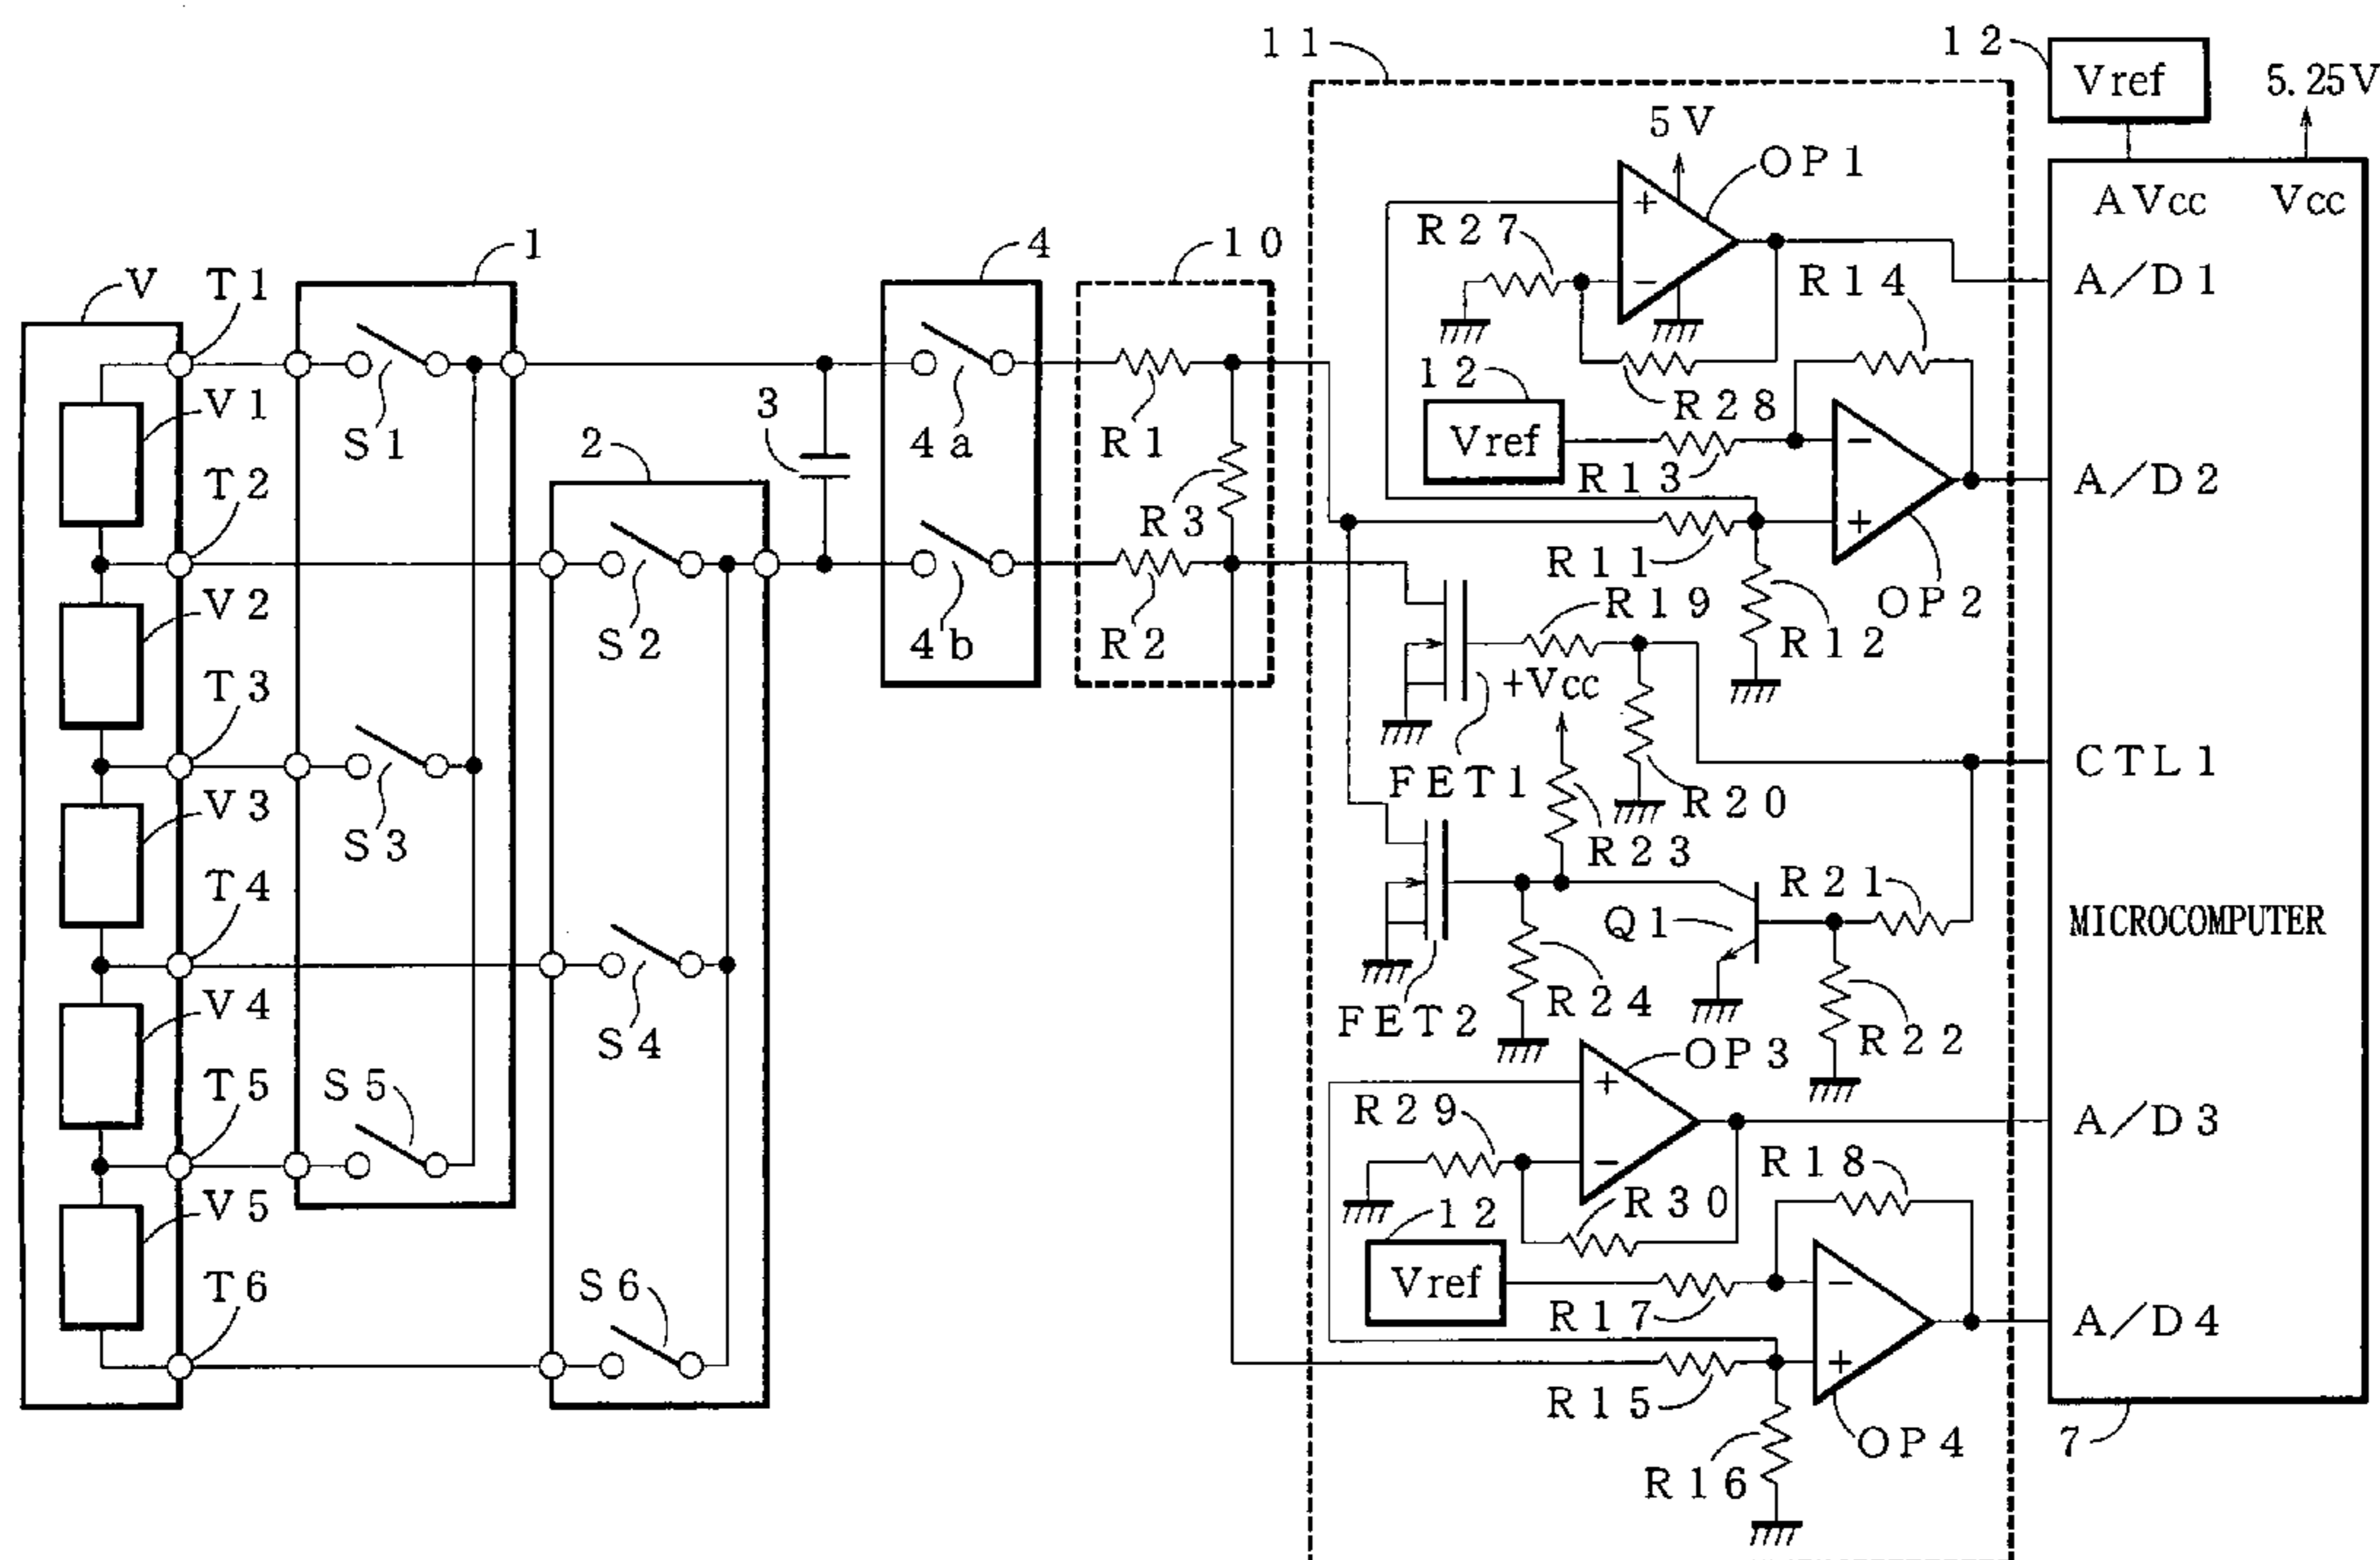 11
12
Vref
5.25V
5V
OP1
AVcc
Vcc
R27
1
4
10
V
T1
R14
A/D1
12
R28
V1
S1
3
4a
R1
Vref
R13
2
T2
A/D2
R3
R11
V2
S2
4b
R2
R19
OP2
R12
+Vcc
T3
FET1
R20
CTL1
V3
S3
R23
T4
R21
Q1
MICROCOMPUTER
V4
S4
FET2
R24
R22
OP3
T5
S5
R29
A/D3
R18
V5
12
R30
T6
S6
Vref
R17
A/D4
R15
OP4
7
R16